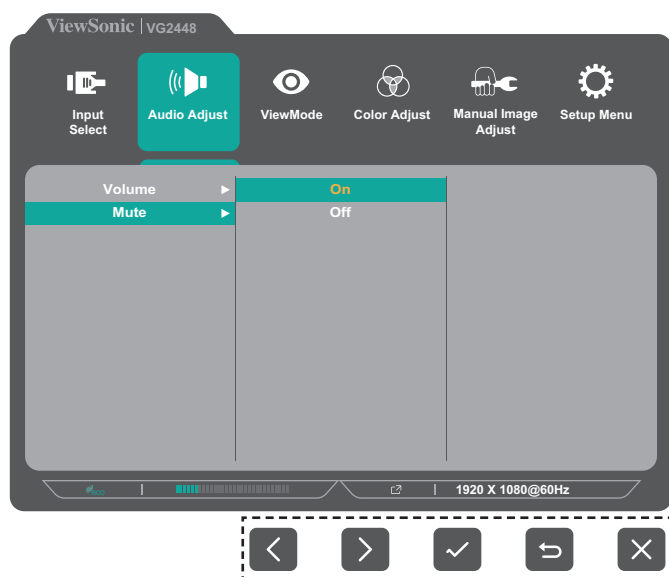 ViewSonic | VG2448
Input
Select
Audio Adjust
ViewMode
Color Adjust
Manual Image
Adjust
Setup Menu
Volume
On
Mute
Off
eco
1920 X 1080@60Hz